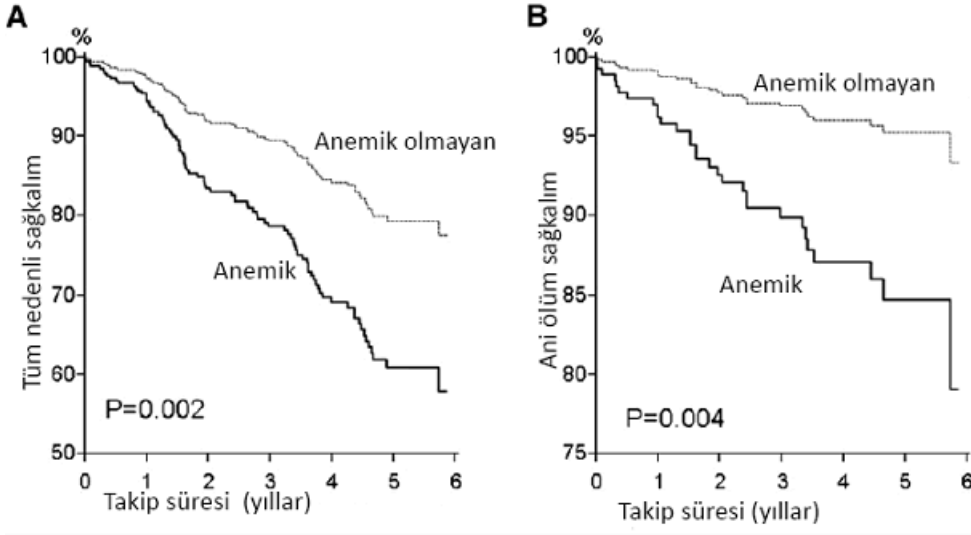 A
%
100
90
80
70
60
50
Tüm nedenli sağkalım
Anemik olmayan
Anemik
P=0.002
0 1 2 3 4 5 6
Takip süresi (yıllar)
B
%
100
95
90
85
80
75
Ani ölüm sağkalım
Anemik olmayan
Anemik
P=0.004
0 1 2 3 4 5 6
Takip süresi (yıllar)